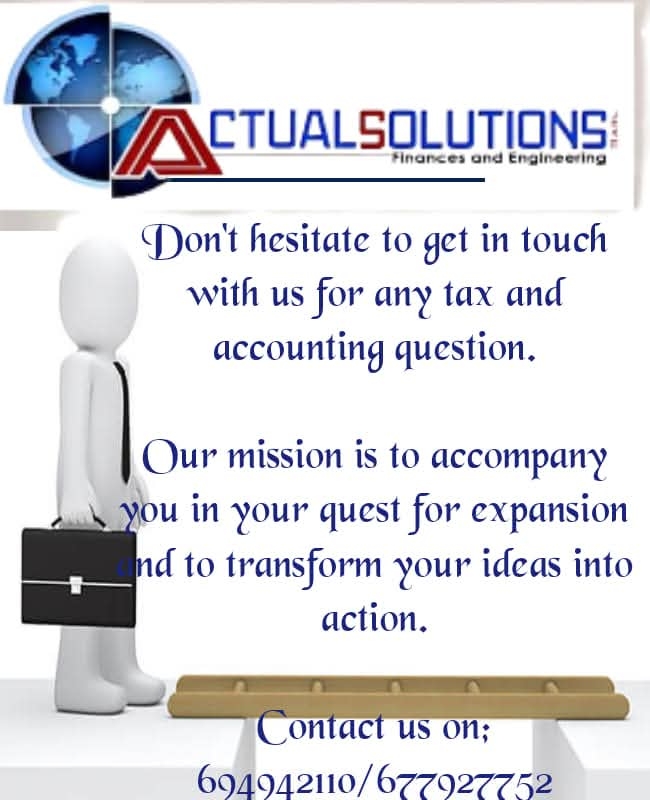 ACTUALSOLUTIONS SARL
Finances and Engineering
Don't hesitate to get in touch
with us for any tax and
accounting question.
Our mission is to accompany
you in your quest for expansion
and to transform your ideas into
action.
Contact us on;
694942110/677927752